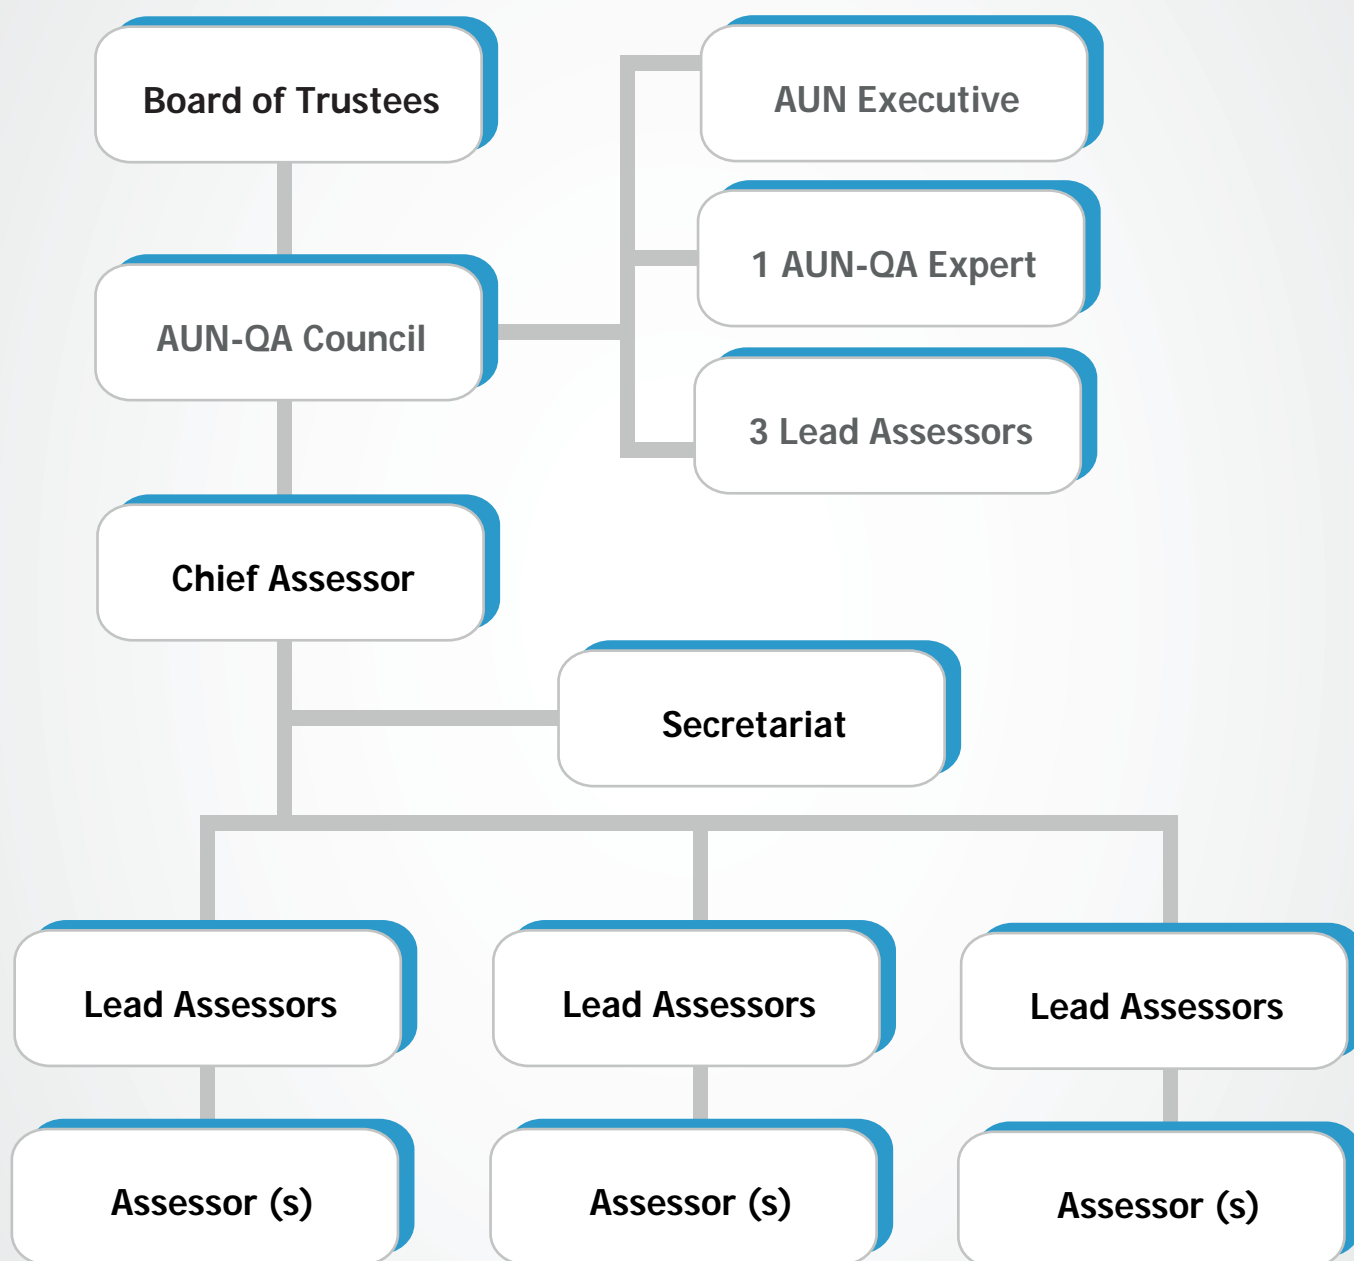 Board of Trustees
AUN Executive
1 AUN-QA Expert
AUN-QA Council
3 Lead Assessors
Chief Assessor
Secretariat
Lead Assessors
Lead Assessors
Lead Assessors
Assessor (s)
Assessor (s)
Assessor (s)